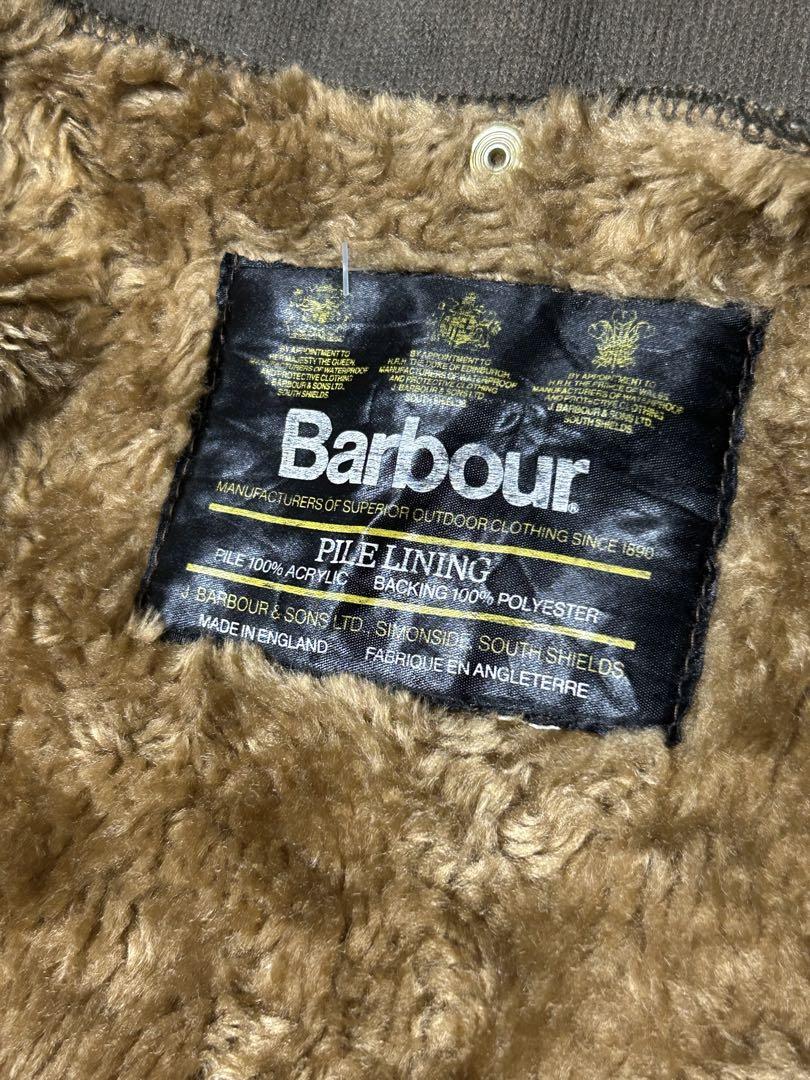 BY APPOINTMENT TO
HER MAJESTY THE QUEEN,
MANUFACTURERS OF WATERPROOF
AND PROTECTIVE CLOTHING
BARBOUR & SONS LTD.
SOUTH SHIELDS
BY APPOINTMENT TO
H.R.H. THE DUKE OF EDINBURGH,
MANUFACTURERS OF WATERPROOF
AND PROTECTIVE CLOTHING
J. BARBOUR & SONS LTD.
SOUTH SHIELDS
BY APPOINTMENT TO
H.R.H. THE PRINCE OF WALES
MANUFACTURERS OF WATERPROOF
AND PROTECTIVE CLOTHING
J. BARBOUR & SONS LTD.
SOUTH SHIELDS
Barbour®
MANUFACTURERS OF SUPERIOR OUTDOOR CLOTHING SINCE 1890
PILE LINING
PILE 100% ACRYLIC BACKING 100% POLYESTER
J. BARBOUR & SONS LTD., SIMONSIDE, SOUTH SHIELDS
MADE IN ENGLAND FABRIQUE EN ANGLETERRE